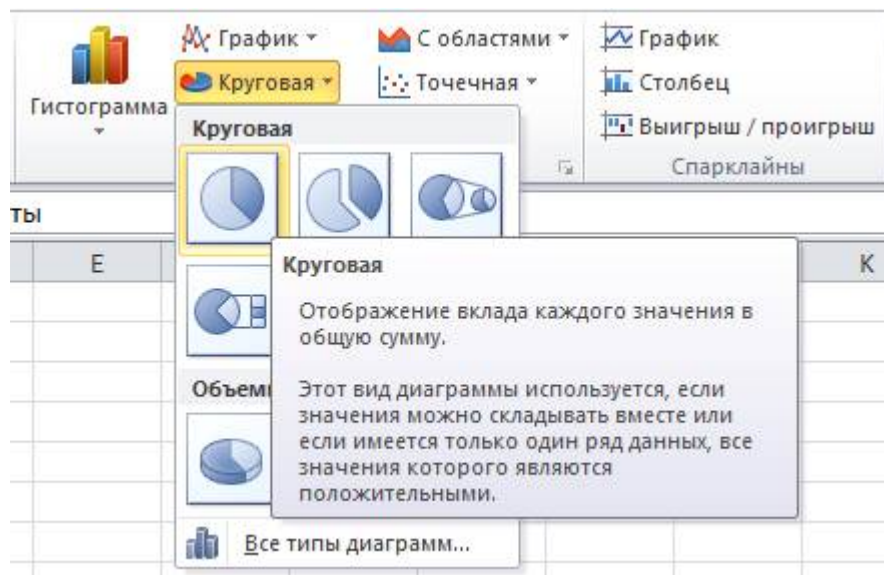 График
С областями
График
Круговая
Точечная
Столбец
Гистограмма
Выигрыш / проигрыш
Круговая
Спарклайны
ты
E
K
Круговая
Отображение вклада каждого значения в
общую сумму.
Объем
Этот вид диаграммы используется, если
значения можно складывать вместе или
если имеется только один ряд данных, все
значения которого являются
положительными.
Все типы диаграмм...